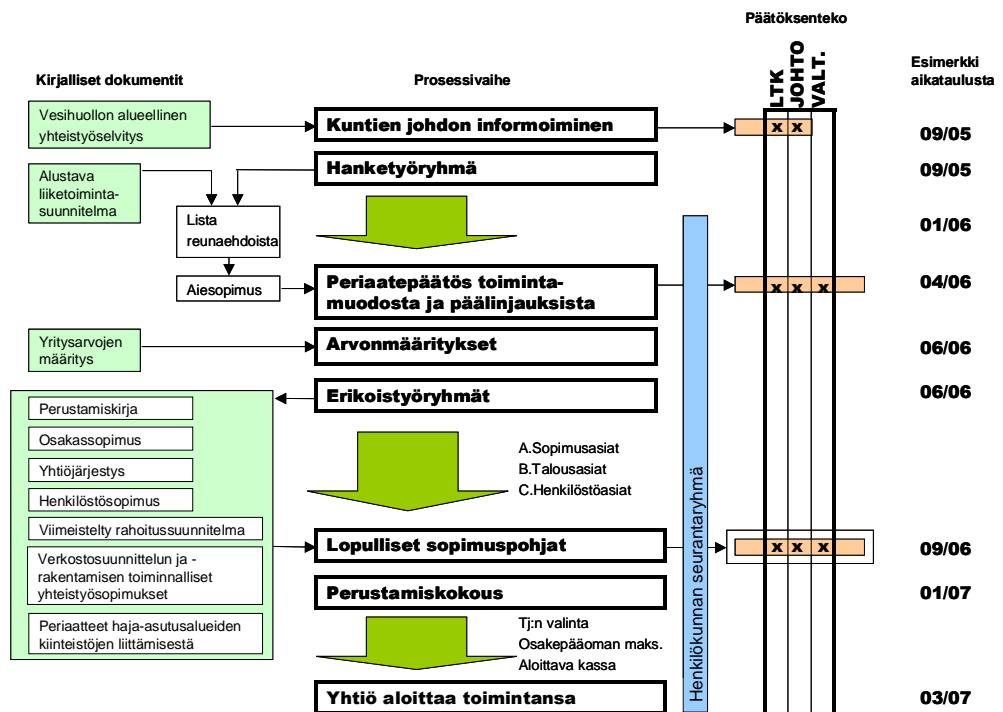 Päätöksenteko
Kirjalliset dokumentit
Prosessivaihe
LTK
JOHTO
VALT.
Esimerkki
aikataulusta
Vesihuollon alueellinen
yhteistyöselvitys
Kuntien johdon informoiminen
x x
09/05
Alustava
liiketoiminta-
suunnitelma
Hanketyöryhmä
09/05
Lista
reunaehdoista
01/06
Aiesopimus
Periaatepäätös toiminta-
muodosta ja päälinjauksista
x x x
04/06
Yritysarvojen
määritys
Arvonmääritykset
06/06
Erikoistyöryhmät
06/06
Perustamiskirja
Osakassopimus
Yhtiöjärjestys
Henkilöstösopimus
Viimeistelty rahoitussuunnitelma
Verkostosuunnittelun ja -
rakentamisen toiminnalliset
yhteistyösopimukset
Periaatteet haja-asutusalueiden
kiinteistöjen liittämisestä
A.Sopimusasiat
B.Talousasiat
C.Henkilöstöasiat
Henkilökunnan seurantaryhmä
Lopulliset sopimuspohjat
x x x
09/06
Perustamiskokous
01/07
Tj:n valinta
Osakepääoman maks.
Aloittava kassa
Yhtiö aloittaa toimintansa
03/07